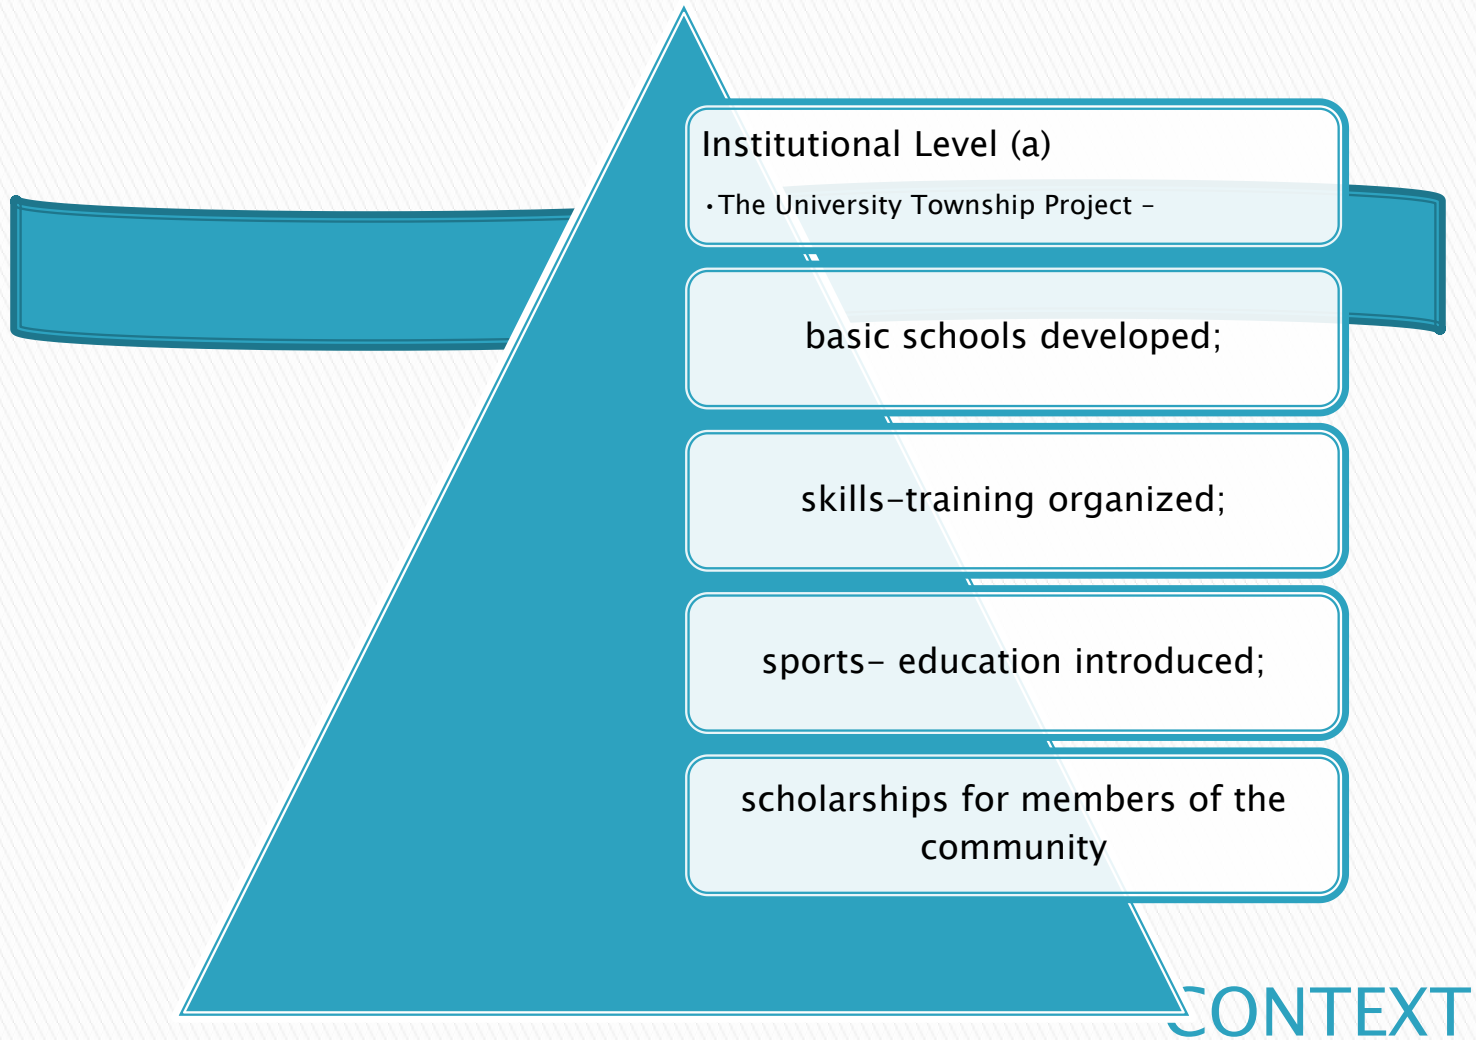 Institutional Level (a)
•The University Township Project –
basic schools developed;
skills-training organized;
sports- education introduced;
scholarships for members of the
community
CONTEXT